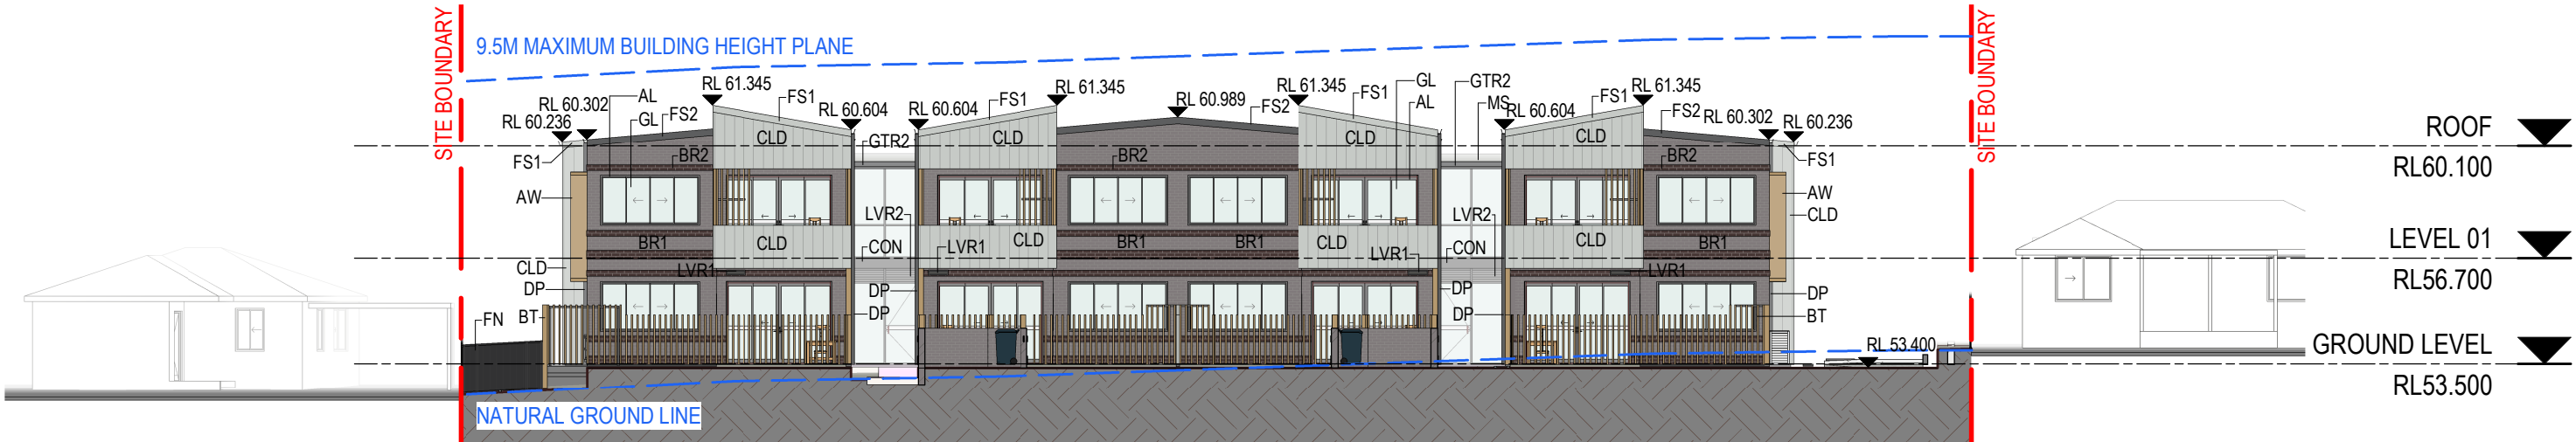 SITE BOUNDARY
9.5M MAXIMUM BUILDING HEIGHT PLANE
SITE BOUNDARY
RL 60.236
RL 60.302
AL
GL
FS2
RL 61.345
FS1
RL 60.604
RL 60.604
FS1
RL 61.345
RL 60.989
FS2
RL 61.345
FS1
GL
AL
GTR2
MS
RL 60.604
FS1
RL 61.345
FS2
RL 60.302
RL 60.236
ROOF
RL60.100
FS1
BR2
CLD
GTR2
CLD
BR2
CLD
CLD
BR2
FS1
AW
AW
CLD
LVR2
LVR2
BR1
CLD
CON
LVR1
CLD
BR1
BR1
CLD
LVR1
CON
CLD
BR1
LEVEL 01
RL56.700
CLD
DP
LVR1
LVR1
DP
DP
DP
DP
DP
BT
BT
FN
RL 53.400
GROUND LEVEL
RL53.500
NATURAL GROUND LINE